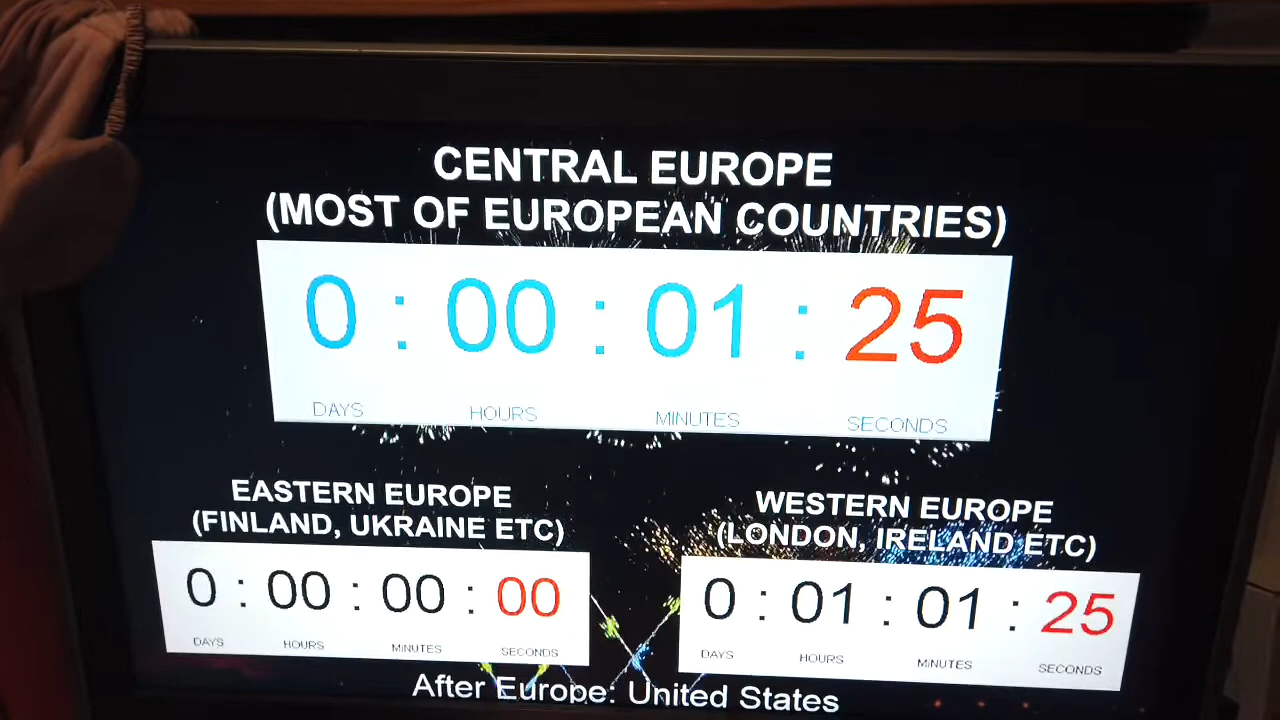 CENTRAL EUROPE
(MOST OF EUROPEAN COUNTRIES)
0 : 00 : 01 : 25
DAYS HOURS MINUTES SECONDS
EASTERN EUROPE
(FINLAND, UKRAINE ETC)
0 : 00 : 00 : 00
DAYS HOURS MINUTES SECONDS
WESTERN EUROPE
(LONDON, IRELAND ETC)
0 : 01 : 01 : 25
DAYS HOURS MINUTES SECONDS
After Europe: United States